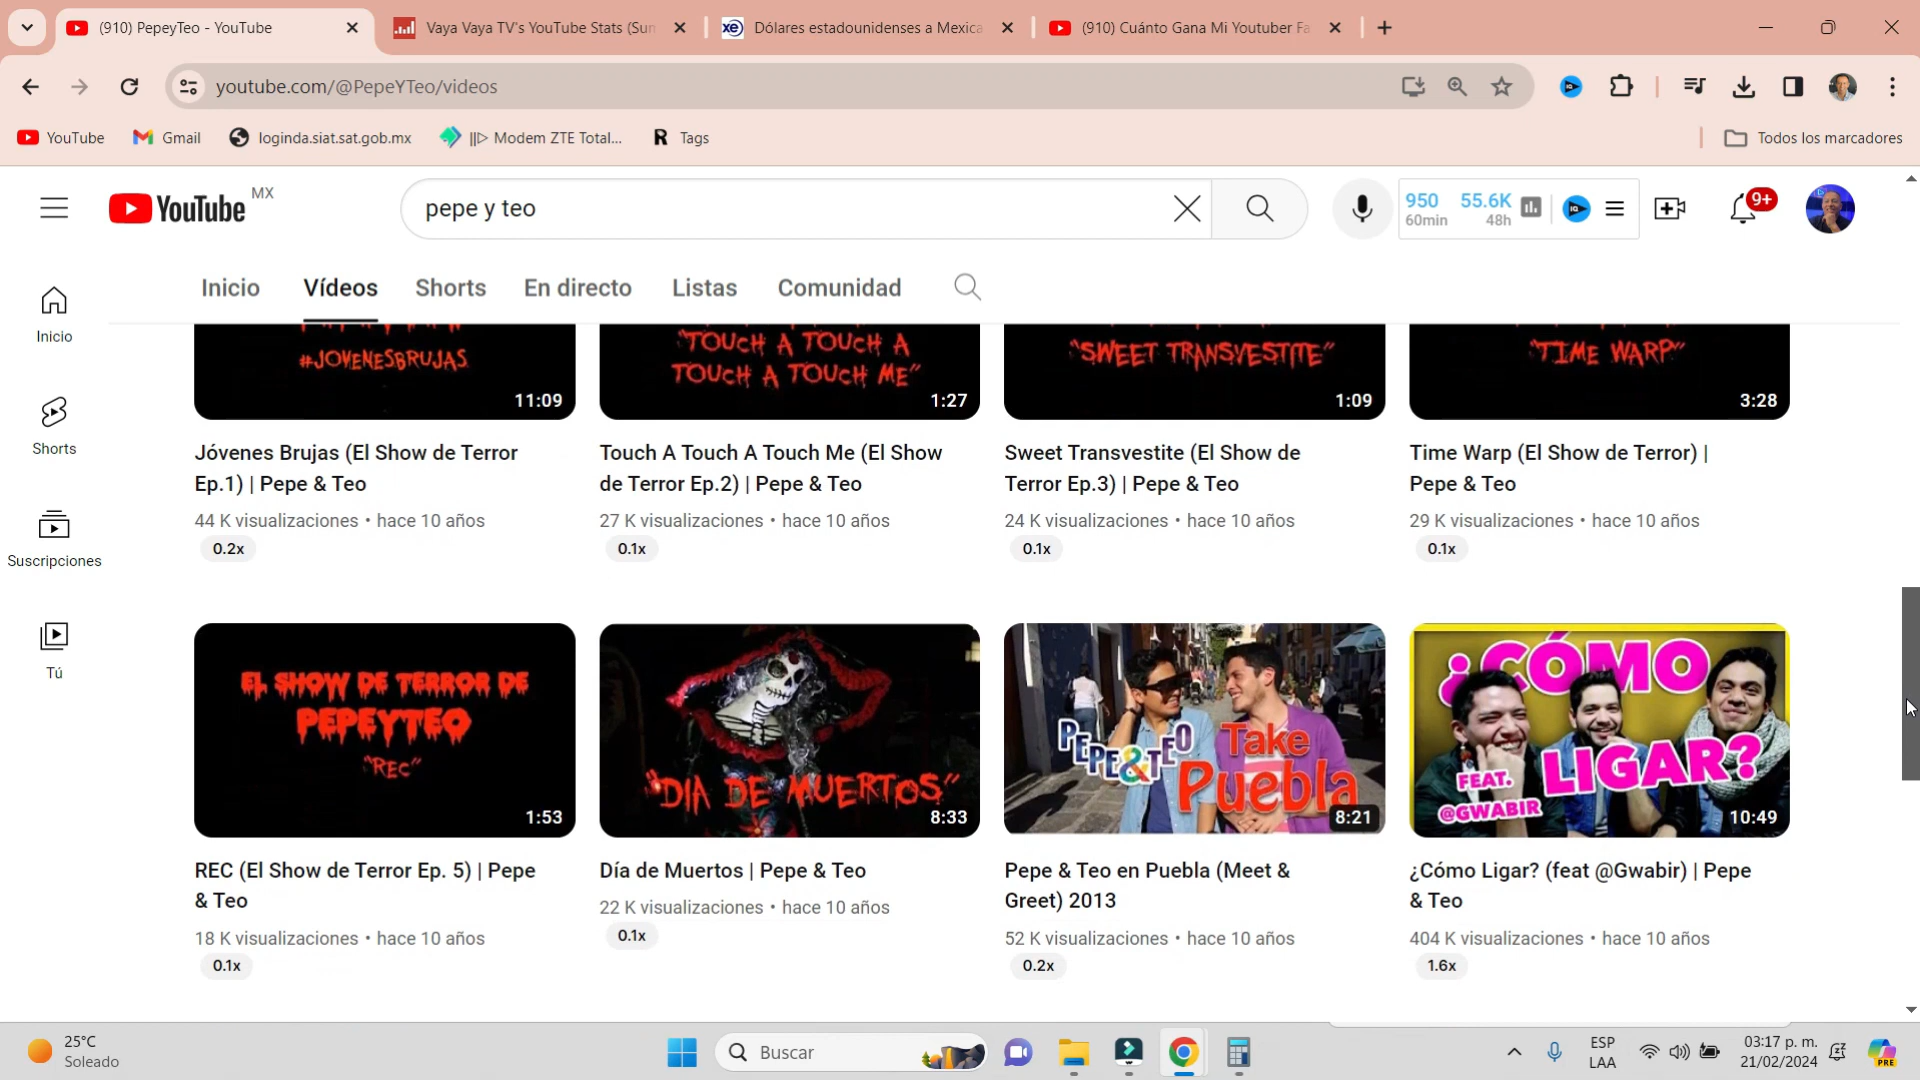 (910) PepeyTeo - YouTube
Vaya Vaya TV's YouTube Stats (Sun
xe
Dólares estadounidenses a Mexica
(910) Cuánto Gana Mi Youtuber Fa
youtube.com/@PepeYTeo/videos
YouTube
Gmail
loginda.siat.sat.gob.mx
||▷ Modem ZTE Total...
R Tags
Todos los marcadores
YouTube MX
pepe y teo
950
60min
55.6K
48h
9+
Inicio
Vídeos
Shorts
En directo
Listas
Comunidad
Inicio
Shorts
Suscripciones
Tú
#JOVENESBRUJAS
11:09
"TOUCH A TOUCH A
TOUCH A TOUCH ME"
1:27
"SWEET TRANSVESTITE"
1:09
"TIME WARP"
3:28
Jóvenes Brujas (El Show de Terror
Ep.1) | Pepe & Teo
44 K visualizaciones • hace 10 años
0.2x
Touch A Touch A Touch Me (El Show
de Terror Ep.2) | Pepe & Teo
27 K visualizaciones • hace 10 años
0.1x
Sweet Transvestite (El Show de
Terror Ep.3) | Pepe & Teo
24 K visualizaciones • hace 10 años
0.1x
Time Warp (El Show de Terror) |
Pepe & Teo
29 K visualizaciones • hace 10 años
0.1x
EL SHOW DE TERROR DE
PEPEYTEO
"REC"
1:53
"DIA DE MUERTOS"
8:33
PEPE&TEO
Take
Puebla
8:21
¿CÓMO
LIGAR?
FEAT.
@GWABIR
10:49
REC (El Show de Terror Ep. 5) | Pepe
& Teo
18 K visualizaciones • hace 10 años
0.1x
Día de Muertos | Pepe & Teo
22 K visualizaciones • hace 10 años
0.1x
Pepe & Teo en Puebla (Meet &
Greet) 2013
52 K visualizaciones • hace 10 años
0.2x
¿Cómo Ligar? (feat @Gwabir) | Pepe
& Teo
404 K visualizaciones • hace 10 años
1.6x
25°C
Soleado
Buscar
ESP
LAA
03:17 p. m.
21/02/2024
PRE